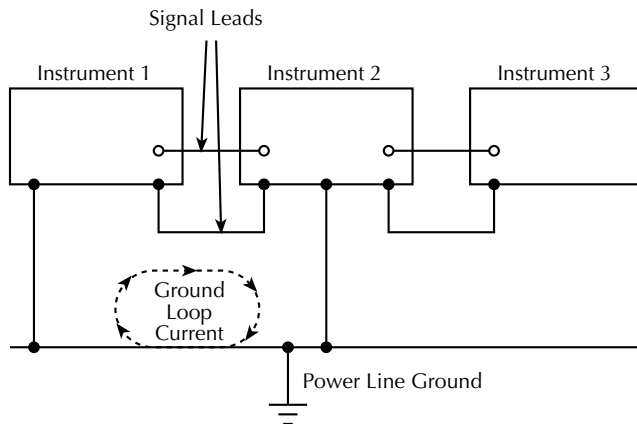 Signal Leads
Instrument 1
Instrument 2
Instrument 3
Ground
Loop
Current
Power Line Ground